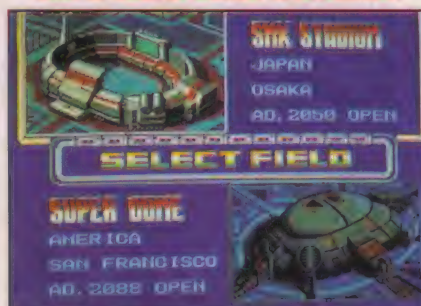 SNK STADIUM
JAPAN
OSAKA
AD. 2050 OPEN
SELECT FIELD
SUPER DOME
AMERICA
SAN FRANCISCO
AD. 2088 OPEN